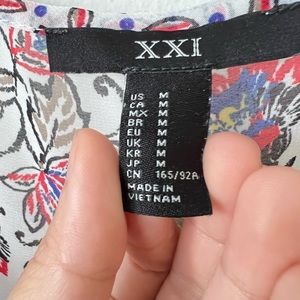 XXI
US M
CA M
MX M
BR M
EU M
UK M
KR M
JP M
CN 165/92A
MADE IN
VIETNAM